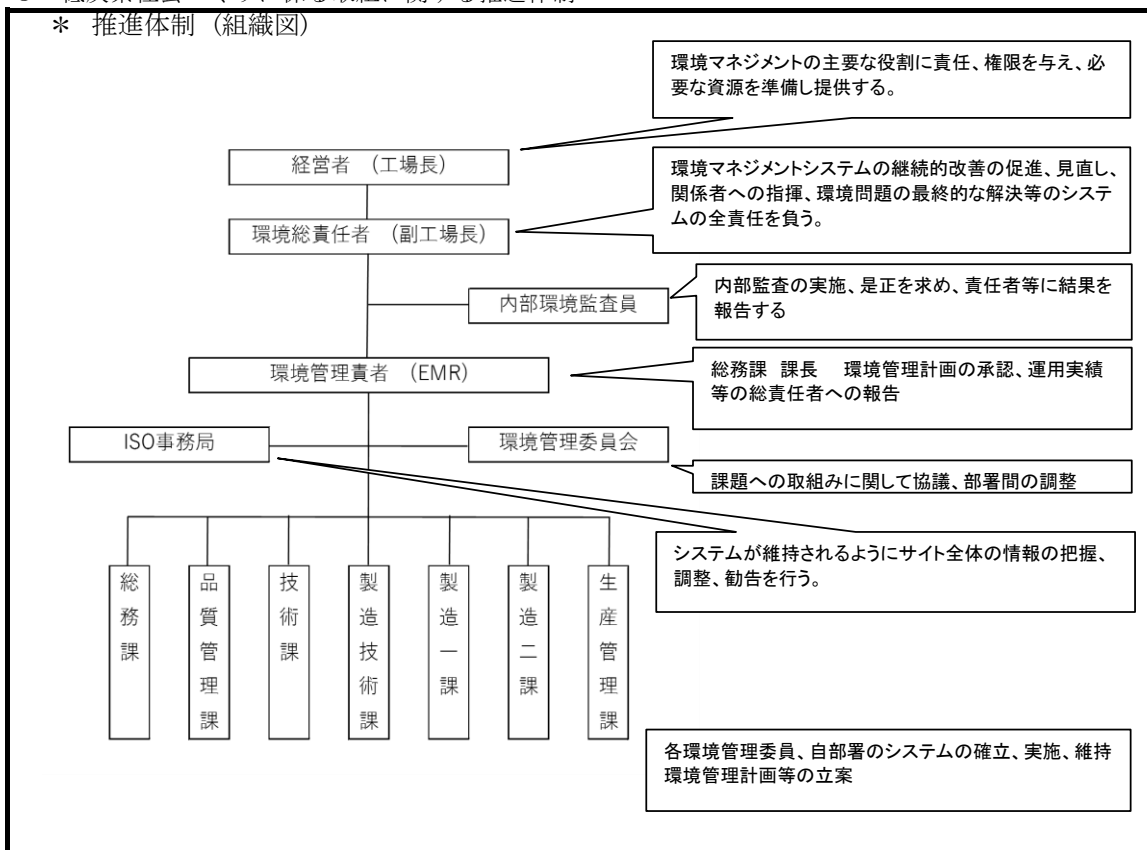 ＊ 推進体制（組織図）
環境マネジメントの主要な役割に責任、権限を与え、必
要な資源を準備し提供する。
経営者 （工場長）
環境マネジメントシステムの継続的改善の促進、見直し、
関係者への指揮、環境問題の最終的な解決等のシステ
ムの全責任を負う。
環境総責任者 （副工場長）
内部監査の実施、是正を求め、責任者等に結果を
報告する
内部環境監査員
環境管理責者 （EMR）
総務課 課長　環境管理計画の承認、運用実績
等の総責任者への報告
ISO事務局
環境管理委員会
課題への取組みに関して協議、部署間の調整
システムが維持されるようにサイト全体の情報の把握、
調整、勧告を行う。
総務課
品質管理課
技術課
製造技術課
製造一課
製造二課
生産管理課
各環境管理委員、自部署のシステムの確立、実施、維持
環境管理計画等の立案